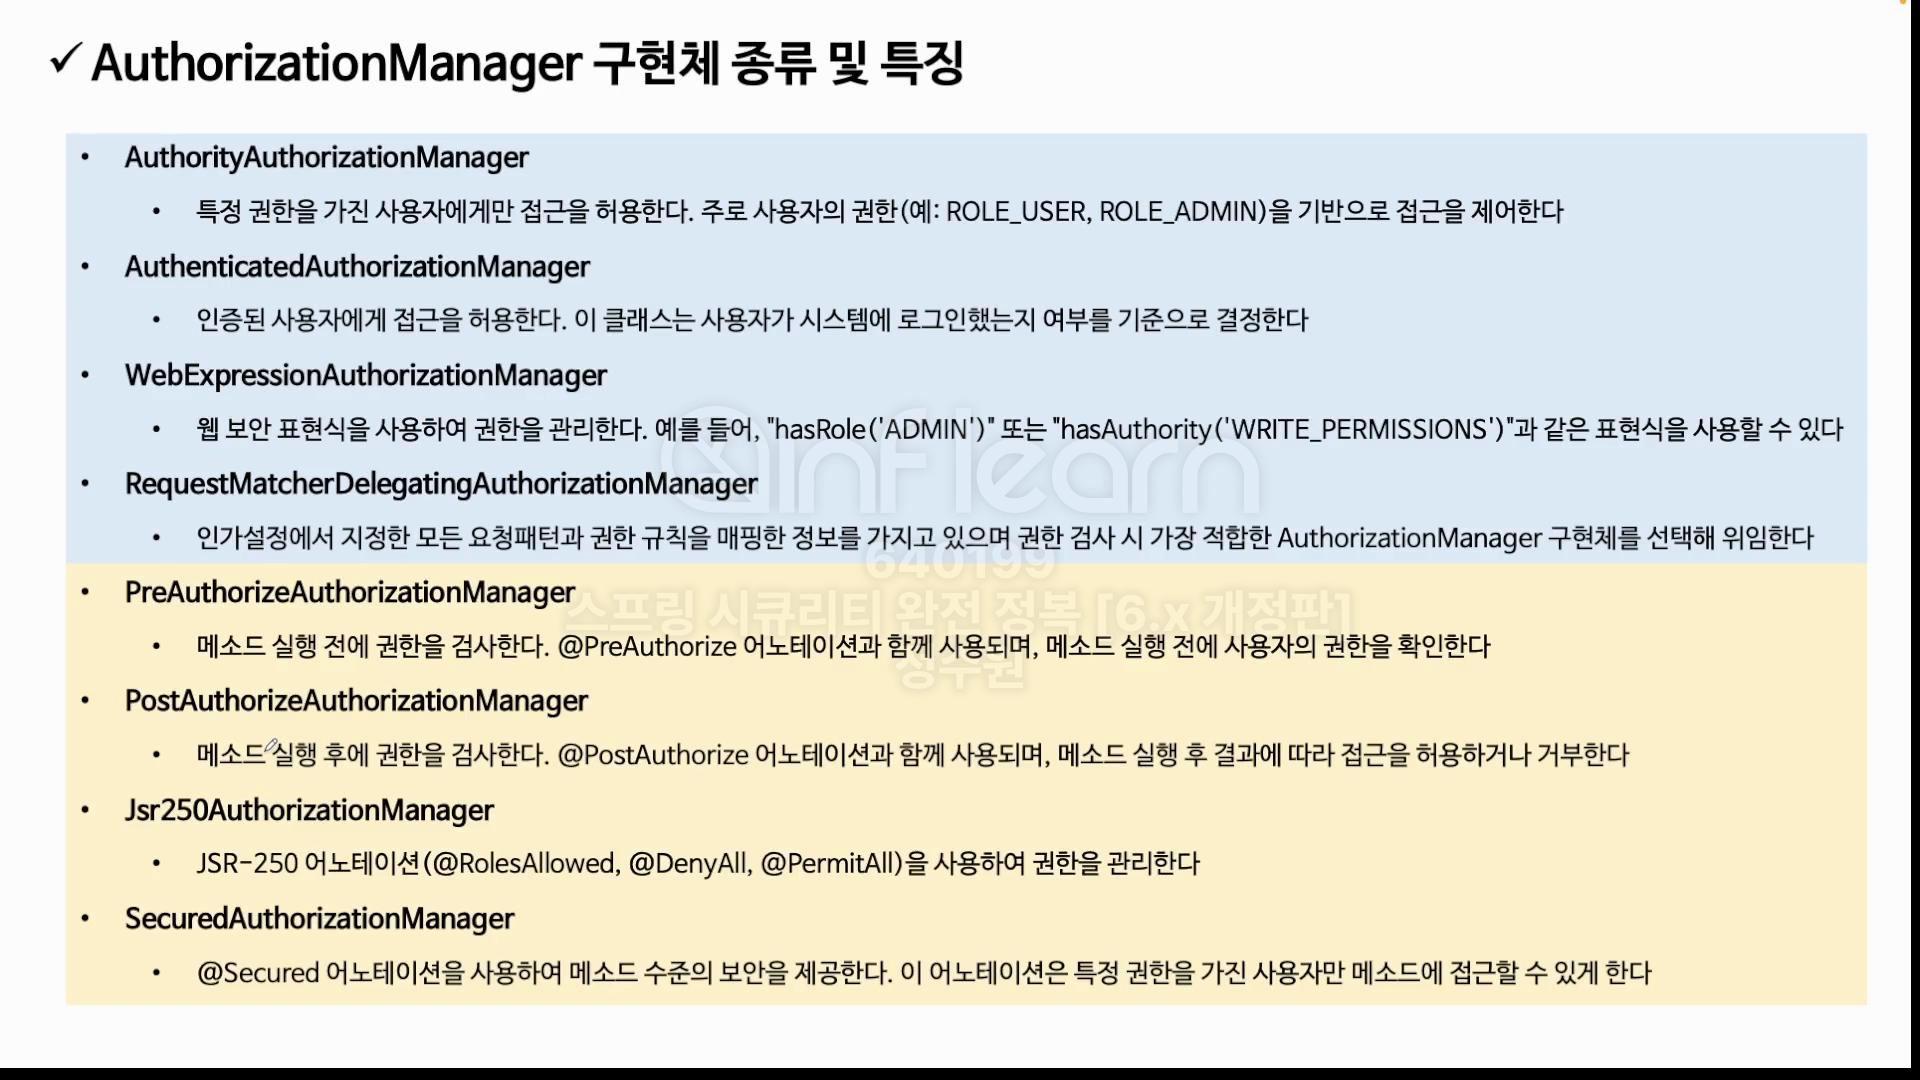 ✓ AuthorizationManager 구현체 종류 및 특징
• AuthorityAuthorizationManager
• 특정 권한을 가진 사용자에게만 접근을 허용한다. 주로 사용자의 권한(예: ROLE_USER, ROLE_ADMIN)을 기반으로 접근을 제어한다
• AuthenticatedAuthorizationManager
• 인증된 사용자에게 접근을 허용한다. 이 클래스는 사용자가 시스템에 로그인했는지 여부를 기준으로 결정한다
• WebExpressionAuthorizationManager
• 웹 보안 표현식을 사용하여 권한을 관리한다. 예를 들어, "hasRole('ADMIN')" 또는 "hasAuthority('WRITE_PERMISSIONS')"과 같은 표현식을 사용할 수 있다
inflearn
• RequestMatcherDelegatingAuthorizationManager
• 인가설정에서 지정한 모든 요청패턴과 권한 규칙을 매핑한 정보를 가지고 있으며 권한 검사 시 가장 적합한 AuthorizationManager 구현체를 선택해 위임한다
640199
• PreAuthorizeAuthorizationManager
스프링 시큐리티 완전 정복 [6.x 개정판]
• 메소드 실행 전에 권한을 검사한다. @PreAuthorize 어노테이션과 함께 사용되며, 메소드 실행 전에 사용자의 권한을 확인한다
정수원
• PostAuthorizeAuthorizationManager
• 메소드 실행 후에 권한을 검사한다. @PostAuthorize 어노테이션과 함께 사용되며, 메소드 실행 후 결과에 따라 접근을 허용하거나 거부한다
• Jsr250AuthorizationManager
• JSR-250 어노테이션(@RolesAllowed, @DenyAll, @PermitAll)을 사용하여 권한을 관리한다
• SecuredAuthorizationManager
• @Secured 어노테이션을 사용하여 메소드 수준의 보안을 제공한다. 이 어노테이션은 특정 권한을 가진 사용자만 메소드에 접근할 수 있게 한다